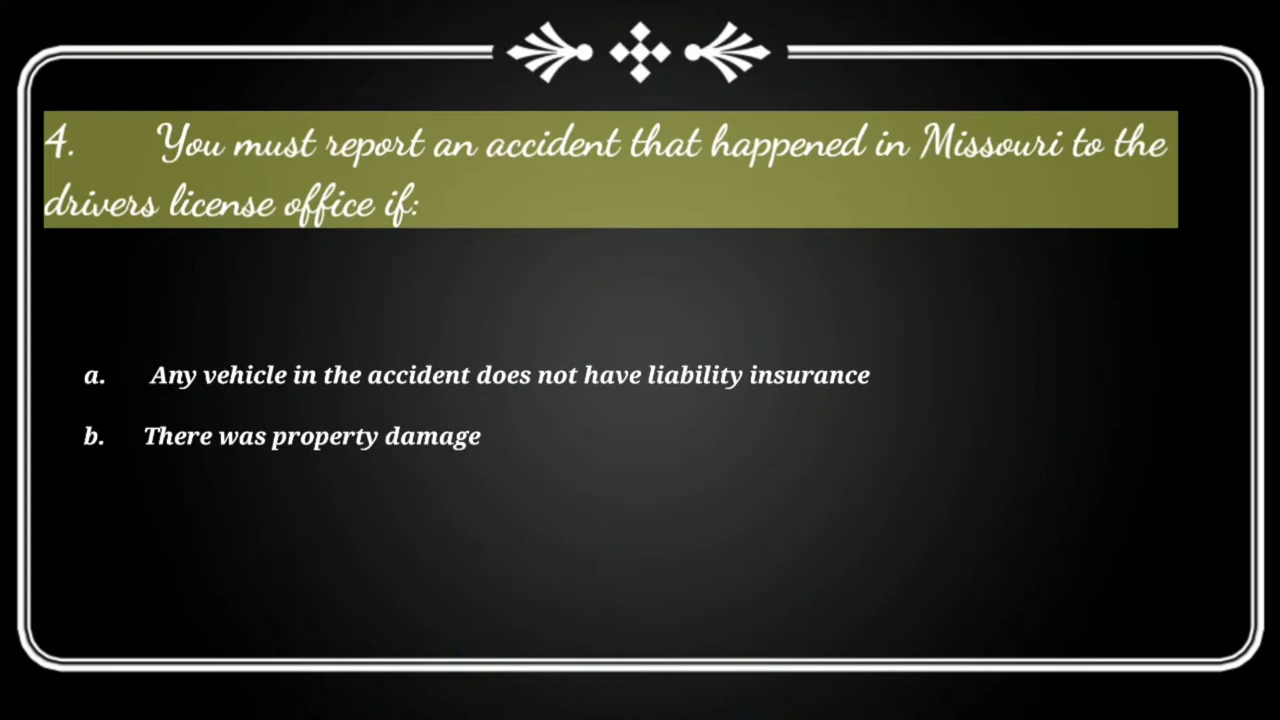 4. You must report an accident that happened in Missouri to the
drivers license office if:
a. Any vehicle in the accident does not have liability insurance
b. There was property damage